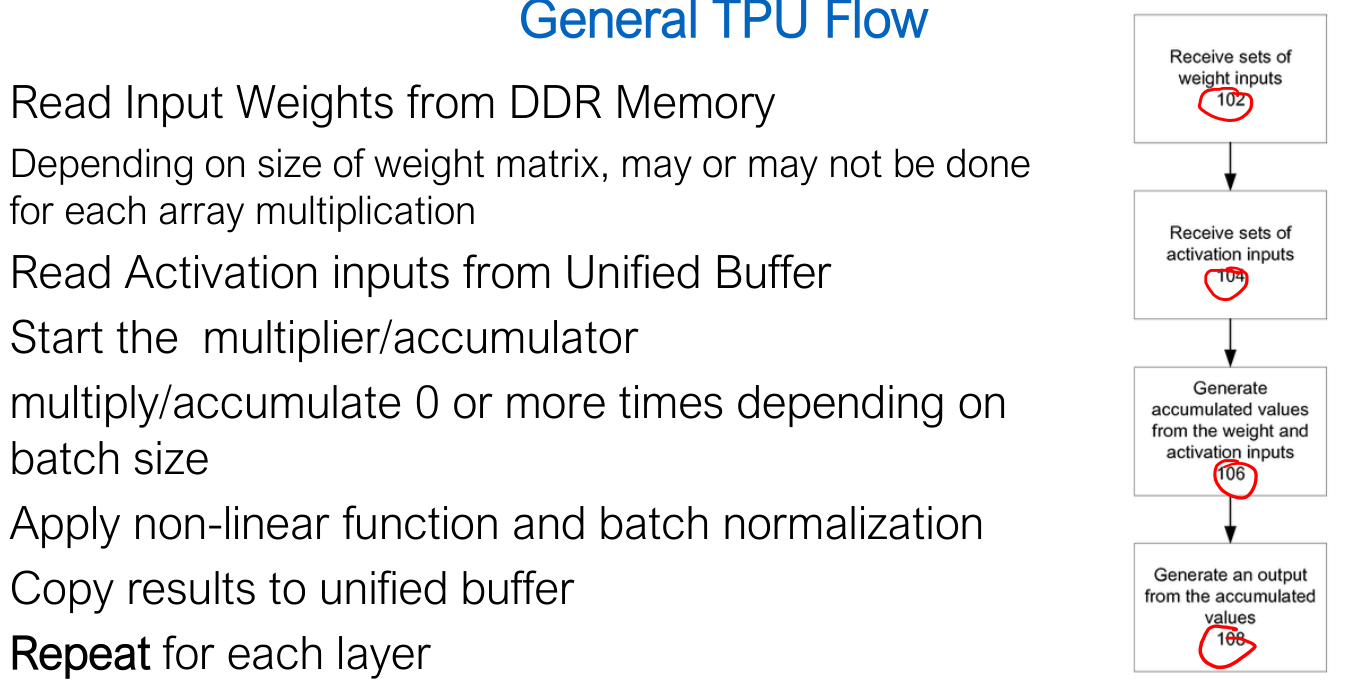 General TPU Flow
Read Input Weights from DDR Memory
Depending on size of weight matrix, may or may not be done
for each array multiplication
Read Activation inputs from Unified Buffer
Start the  multiplier/accumulator
multiply/accumulate 0 or more times depending on
batch size
Apply non-linear function and batch normalization
Copy results to unified buffer
Repeat for each layer
Receive sets of
weight inputs
102
Receive sets of
activation inputs
104
Generate
accumulated values
from the weight and
activation inputs
106
Generate an output
from the accumulated
values
108